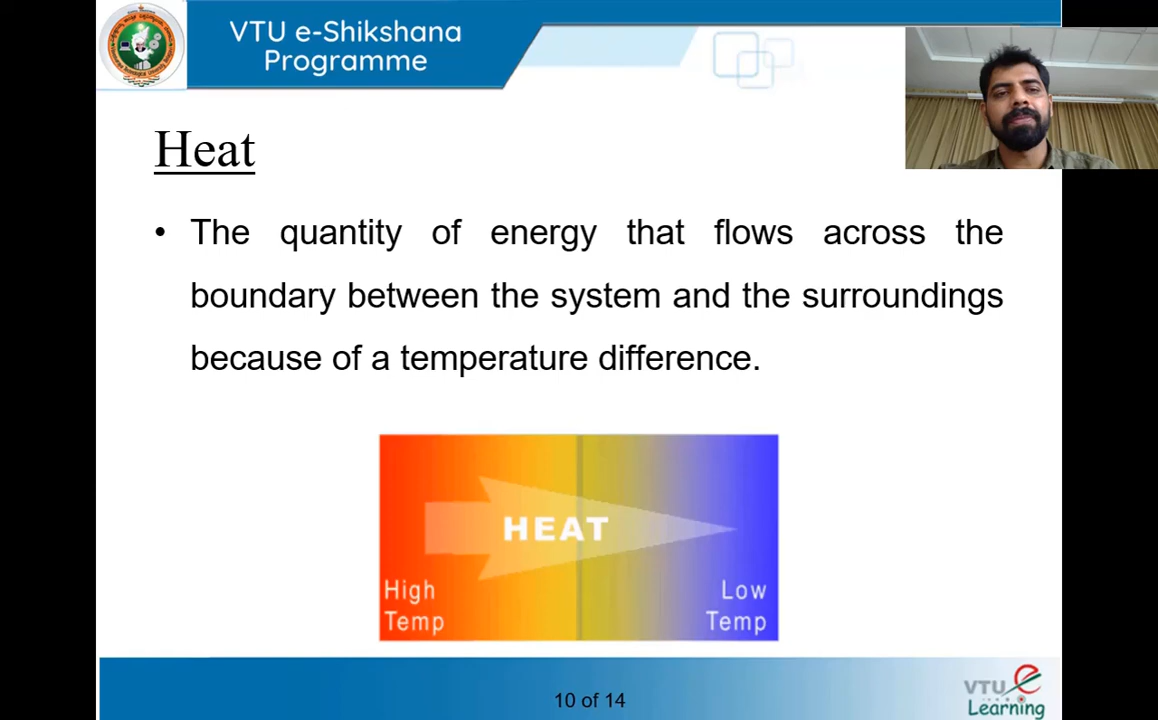 VTU e-Shikshana
Programme
Heat
• The quantity of energy that flows across the
boundary between the system and the surroundings
because of a temperature difference.
HEAT
High
Temp
Low
Temp
10 of 14
VTU e
Learning